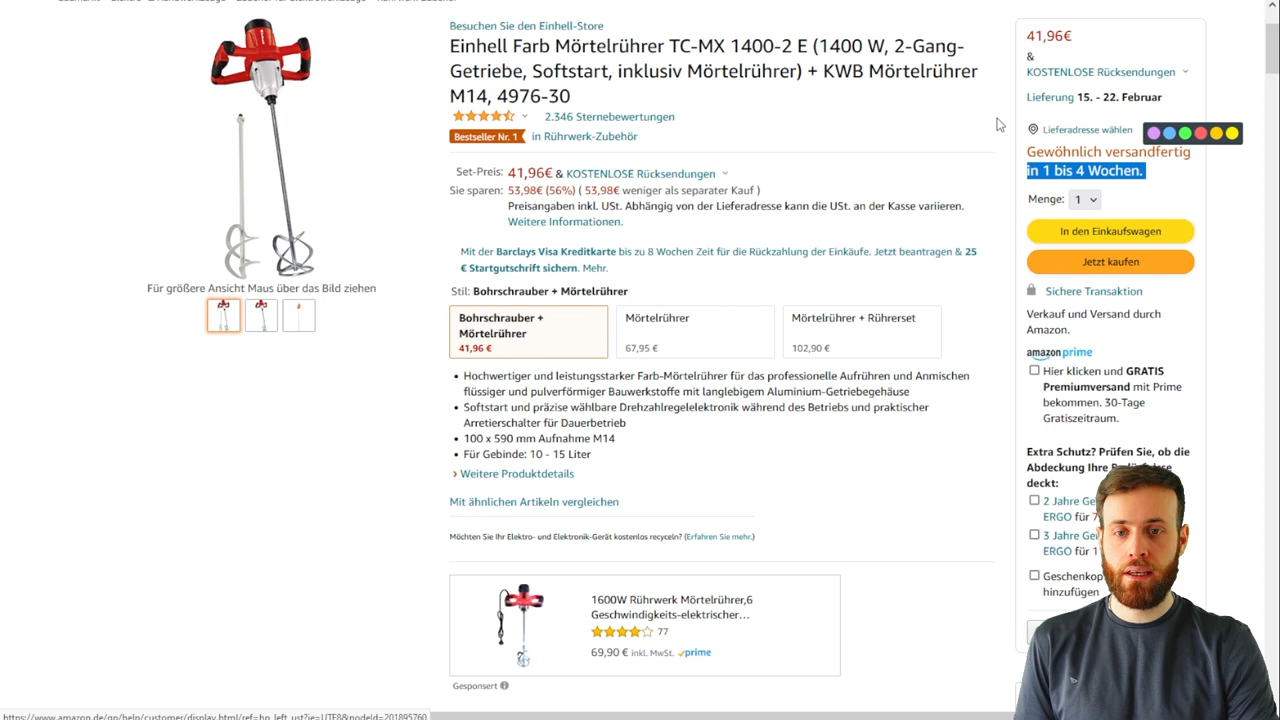 Besuchen Sie den Einhell-Store
Einhell Farb Mörtelrührer TC-MX 1400-2 E (1400 W, 2-Gang-
Getriebe, Softstart, inklusiv Mörtelrührer) + KWB Mörtelrührer
M14, 4976-30
2.346 Sternebewertungen
Bestseller Nr. 1 in Rührwerk-Zubehör
Set-Preis: 41,96€ & KOSTENLOSE Rücksendungen
Sie sparen: 53,98€ (56%) ( 53,98€ weniger als separater Kauf )
Preisangaben inkl. USt. Abhängig von der Lieferadresse kann die USt. an der Kasse variieren.
Weitere Informationen.
Mit der Barclays Visa Kreditkarte bis zu 8 Wochen Zeit für die Rückzahlung der Einkäufe. Jetzt beantragen & 25
€ Startgutschrift sichern. Mehr.
Für größere Ansicht Maus über das Bild ziehen
Stil: Bohrschrauber + Mörtelrührer
Bohrschrauber +
Mörtelrührer
41,96 €
Mörtelrührer
67,95 €
Mörtelrührer + Rührerset
102,90 €
• Hochwertiger und leistungsstarker Farb-Mörtelrührer für das professionelle Aufrühren und Anmischen
flüssiger und pulverförmiger Bauwerkstoffe mit langlebigem Aluminium-Getriebegehäuse
• Softstart und präzise wählbare Drehzahlregelelektronik während des Betriebs und praktischer
Arretierschalter für Dauerbetrieb
• 100 x 590 mm Aufnahme M14
• Für Gebinde: 10 - 15 Liter
› Weitere Produktdetails
Mit ähnlichen Artikeln vergleichen
Möchten Sie Ihr Elektro- und Elektronik-Gerät kostenlos recyceln? (Erfahren Sie mehr.)
1600W Rührwerk Mörtelrührer,6
Geschwindigkeits-elektrischer...
77
69,90 € inkl. MwSt. prime
Gesponsert
41,96€
&
KOSTENLOSE Rücksendungen
Lieferung 15. - 22. Februar
Lieferadresse wählen
Gewöhnlich versandfertig
in 1 bis 4 Wochen.
Menge: 1
In den Einkaufswagen
Jetzt kaufen
Sichere Transaktion
Verkauf und Versand durch
Amazon.
amazon prime
Hier klicken und GRATIS
Premiumversand mit Prime
bekommen. 30-Tage
Gratiszeitraum.
Extra Schutz? Prüfen Sie, ob die
Abdeckung Ihre
deckt:
2 Jahre
ERGO für 7
3 Jahre
ERGO für 1
hinzufügen